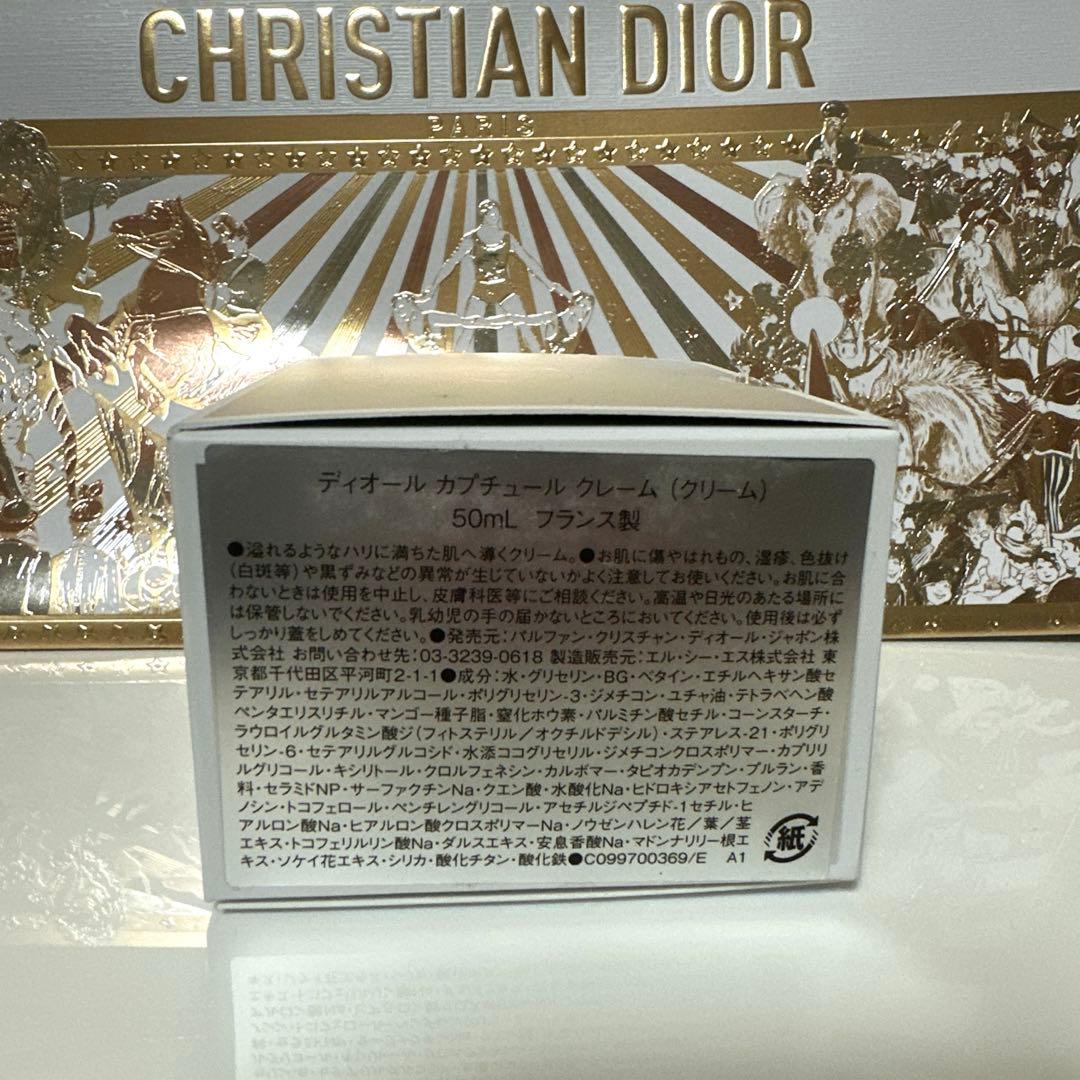 CHRISTIAN DIOR
PARIS
ディオール カプチュール クレーム (クリーム)
50mL フランス製
●溢れるようなハリに満ちた肌へ導くクリーム。●お肌に傷やはれもの、湿疹、色抜け
(白斑等)や黒ずみなどの異常が生じていないかよく注意してお使いください。お肌に合
わないときは使用を中止し、皮膚科医等にご相談ください。高温や日光のあたる場所に
は保管しないでください。乳幼児の手の届かないところにおいてください。使用後は必ず
しっかり蓋をしめてください。●発売元:パルファン・クリスチャン・ディオール・ジャポン株
式会社 お問い合わせ先:03-3239-0618 製造販売元:エル・シー・エス株式会社 東
京都千代田区平河町2-1-1●成分:水・グリセリン・BG・ベタイン・エチルヘキサン酸セ
テアリル・セテアリルアルコール・ポリグリセリン-3・ジメチコン・ユチャ油・テトラベヘン酸
ペンタエリスリチル・マンゴー種子脂・窒化ホウ素・パルミチン酸セチル・コーンスターチ・
ラウロイルグルタミン酸ジ(フィトステリル/オクチルドデシル)・ステアレス-21・ポリグリ
セリン-6・セテアリルグルコシド・水添ココグリセリル・ジメチコンクロスポリマー・カプリリ
ルグリコール・キシリトール・クロルフェネシン・カルボマー・タピオカデンプン・プルラン・香
料・セラミドNP・サーファクチンNa・クエン酸・水酸化Na・ヒドロキシアセトフェノン・アデ
ノシン・トコフェロール・ペンチレングリコール・アセチルジペプチド-1セチル・ヒ
アルロン酸Na・ヒアルロン酸クロスポリマーNa・ノウゼンハレン花/葉/茎
エキス・トコフェリルリン酸Na・ダルスエキス・安息香酸Na・マドンナリリー根エ
キス・ソケイ花エキス・シリカ・酸化チタン・酸化鉄●C099700369/E A1
紙